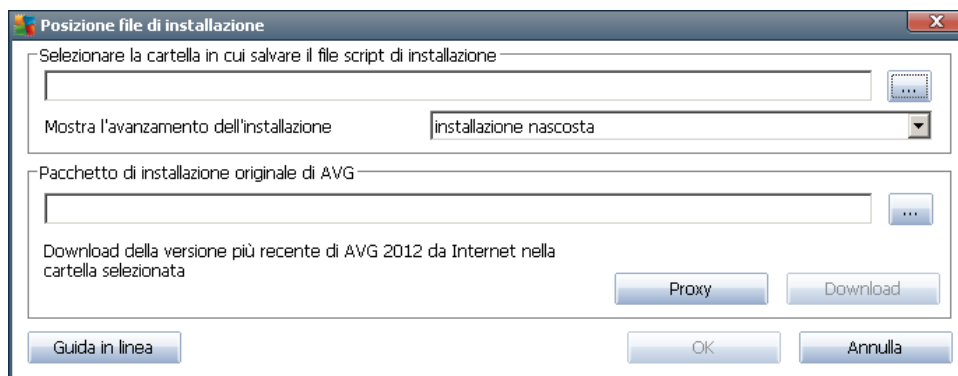 Posizione file di installazione
Selezionare la cartella in cui salvare il file script di installazione
...
Mostra l'avanzamento dell'installazione
installazione nascosta
Pacchetto di installazione originale di AVG
...
Download della versione più recente di AVG 2012 da Internet nella
cartella selezionata
Proxy
Download
Guida in linea
OK
Annulla